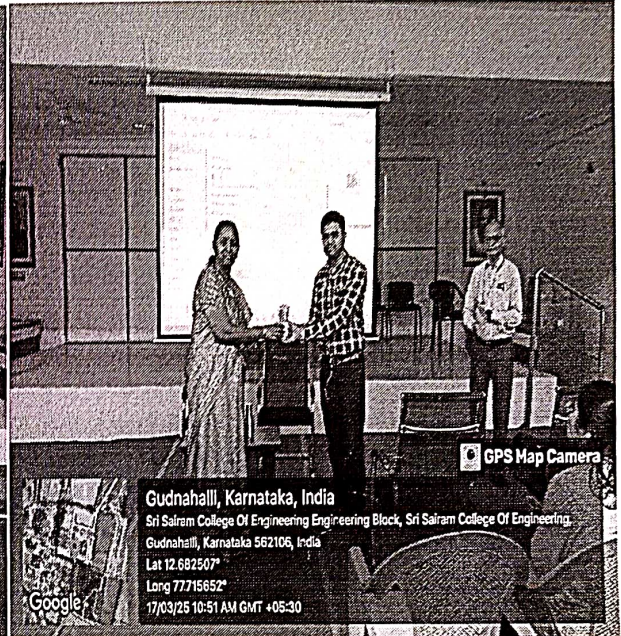 GPS Map Camera
Gudnahalli, Karnataka, India
Sri Sairam College Of Engineering Engineering Block, Sri Sairam College Of Engineering,
Gudnahalli, Karnataka 562106, India
Lat 12.682507°
Long 77.715652°
17/03/25 10:51 AM GMT +05:30
Google